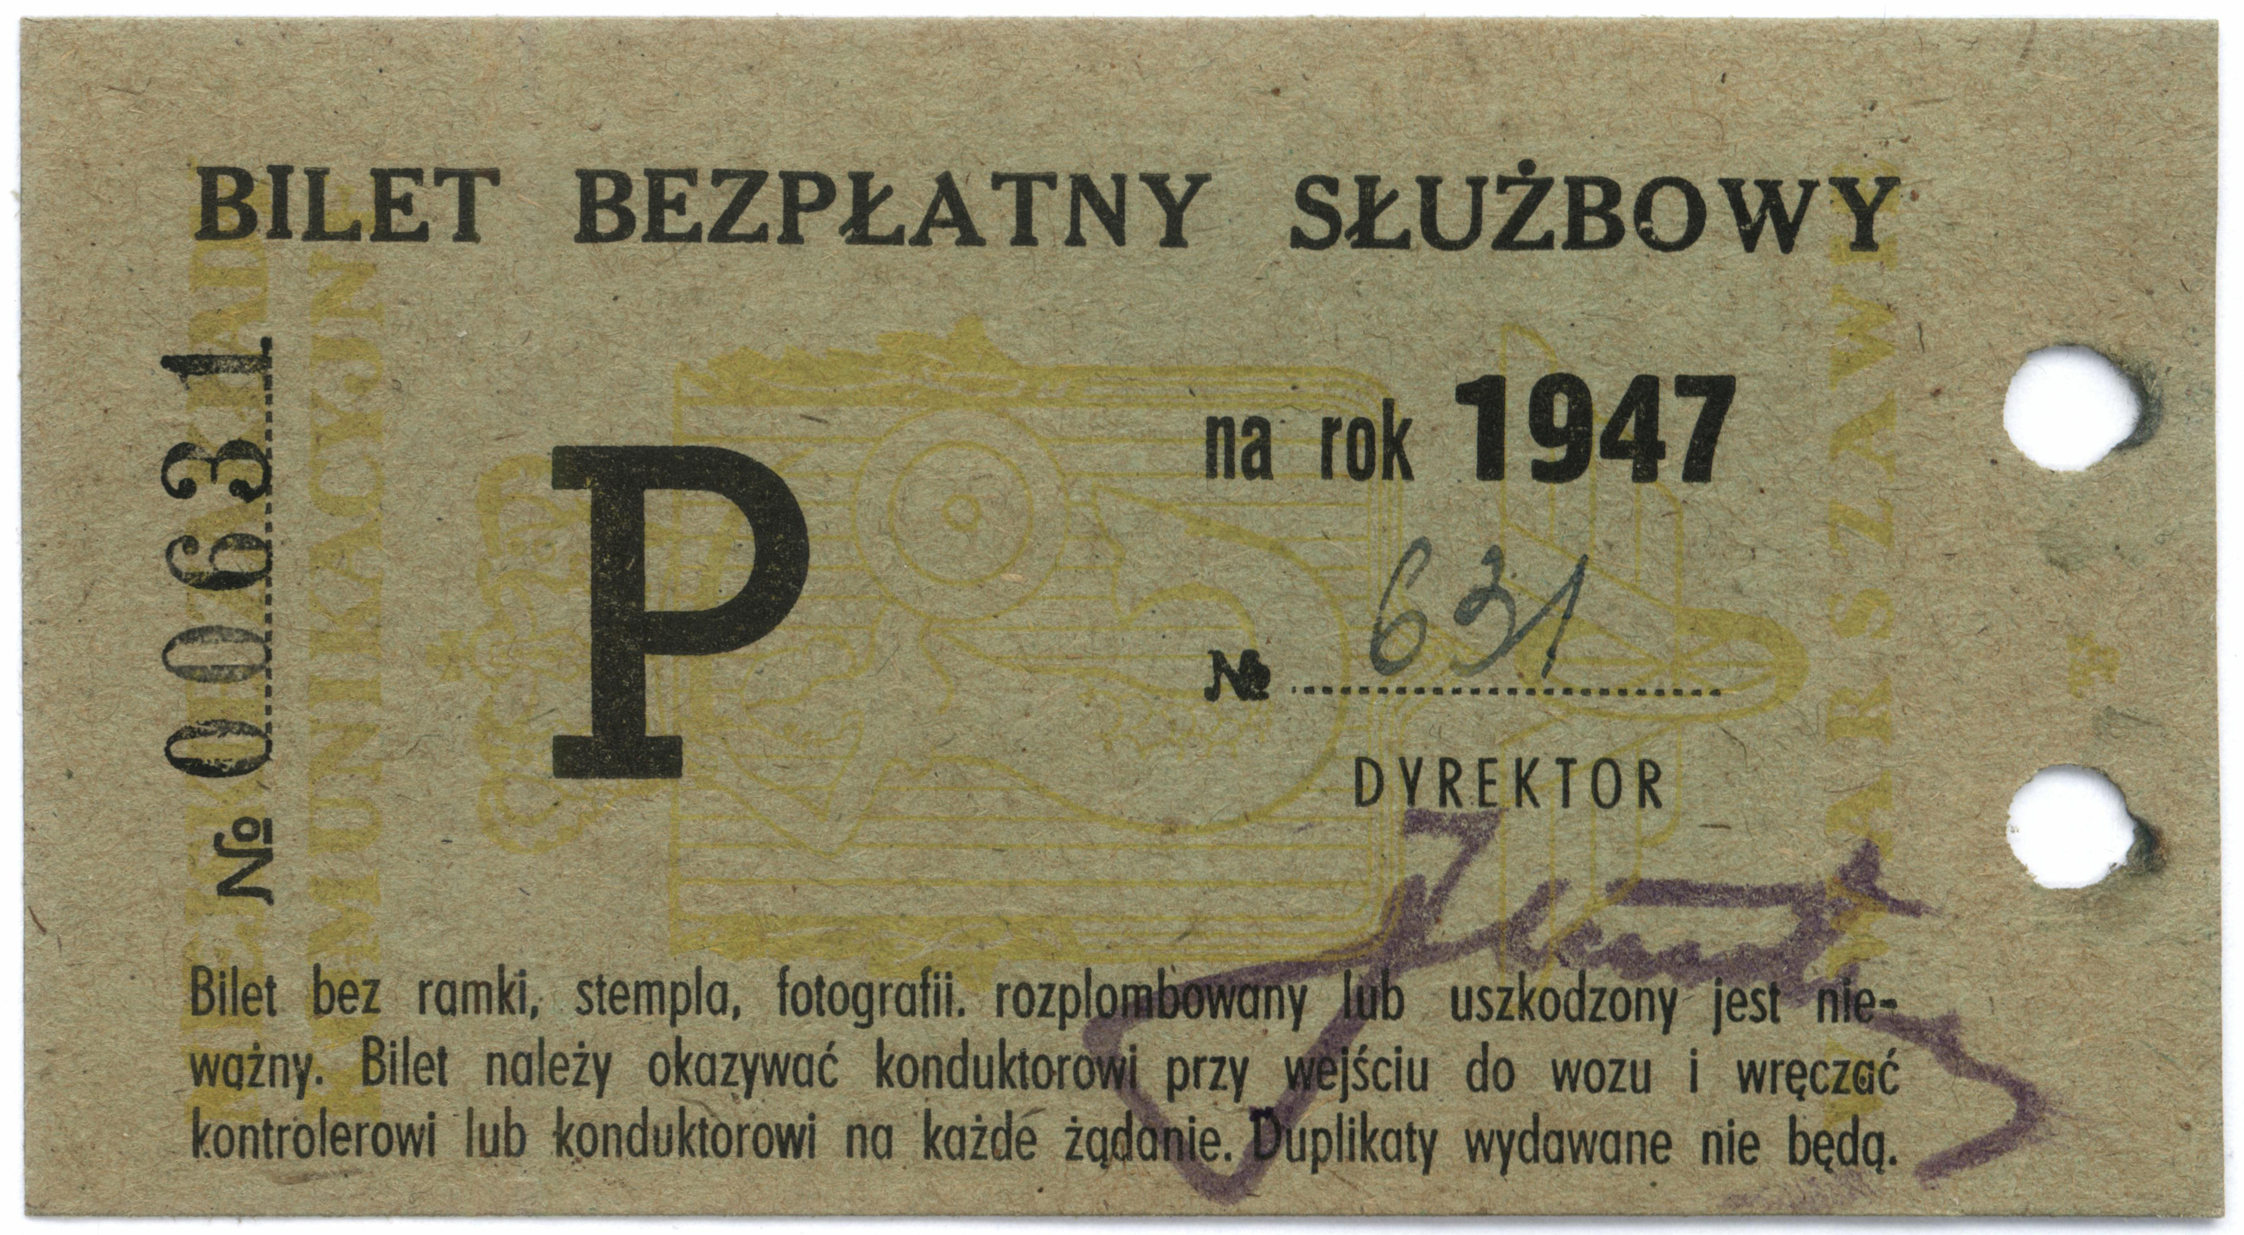 BILET BEZPŁATNY SŁUŻBOWY
№ 00631
P
na rok 1947
№ 631
DYREKTOR
Bilet bez ramki, stempla, fotografii. rozplombowany lub uszkodzony jest nie-
ważny. Bilet należy okazywać konduktorowi przy wejściu do wozu i wręczać
kontrolerowi lub konduktorowi na każde żądanie. Duplikaty wydawane nie będą.